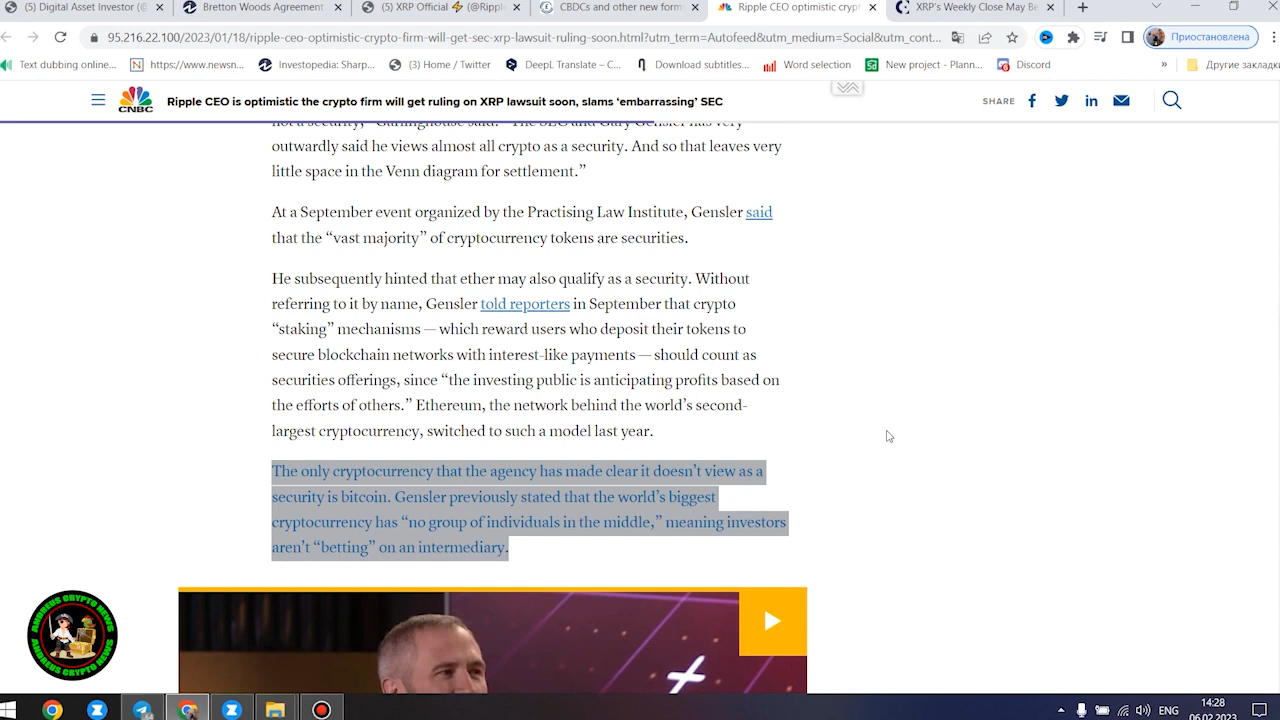 (5) Digital Asset Investor (@
Bretton Woods Agreement
(5) XRP Official ⚡ (@Rippl
CBDCs and other new form
Ripple CEO optimistic crypt
XRP's Weekly Close May Be
95.216.22.100/2023/01/18/ripple-ceo-optimistic-crypto-firm-will-get-sec-xrp-lawsuit-ruling-soon.html?utm_term=Autofeed&utm_medium=Social&utm_cont...
Приостановлена
Text dubbing online...
https://www.newsn...
Investopedia: Sharp...
(3) Home / Twitter
DeepL Translate – C...
Download subtitles...
Word selection
New project - Plann...
Discord
»
Другие закладки
CNBC
Ripple CEO is optimistic the crypto firm will get ruling on XRP lawsuit soon, slams ‘embarrassing’ SEC
SHARE
not a security,” Garlinghouse said. “The SEC and Gary Gensler has very
outwardly said he views almost all crypto as a security. And so that leaves very
little space in the Venn diagram for settlement.”
At a September event organized by the Practising Law Institute, Gensler said
that the “vast majority” of cryptocurrency tokens are securities.
He subsequently hinted that ether may also qualify as a security. Without
referring to it by name, Gensler told reporters in September that crypto
“staking” mechanisms — which reward users who deposit their tokens to
secure blockchain networks with interest-like payments — should count as
securities offerings, since “the investing public is anticipating profits based on
the efforts of others.” Ethereum, the network behind the world’s second-
largest cryptocurrency, switched to such a model last year.
The only cryptocurrency that the agency has made clear it doesn’t view as a
security is bitcoin. Gensler previously stated that the world’s biggest
cryptocurrency has “no group of individuals in the middle,” meaning investors
aren’t “betting” on an intermediary.
ANDREUS CRYPTO NEWS
ANDREUS CRYPTO NEWS
ENG
14:28
06.02.2023